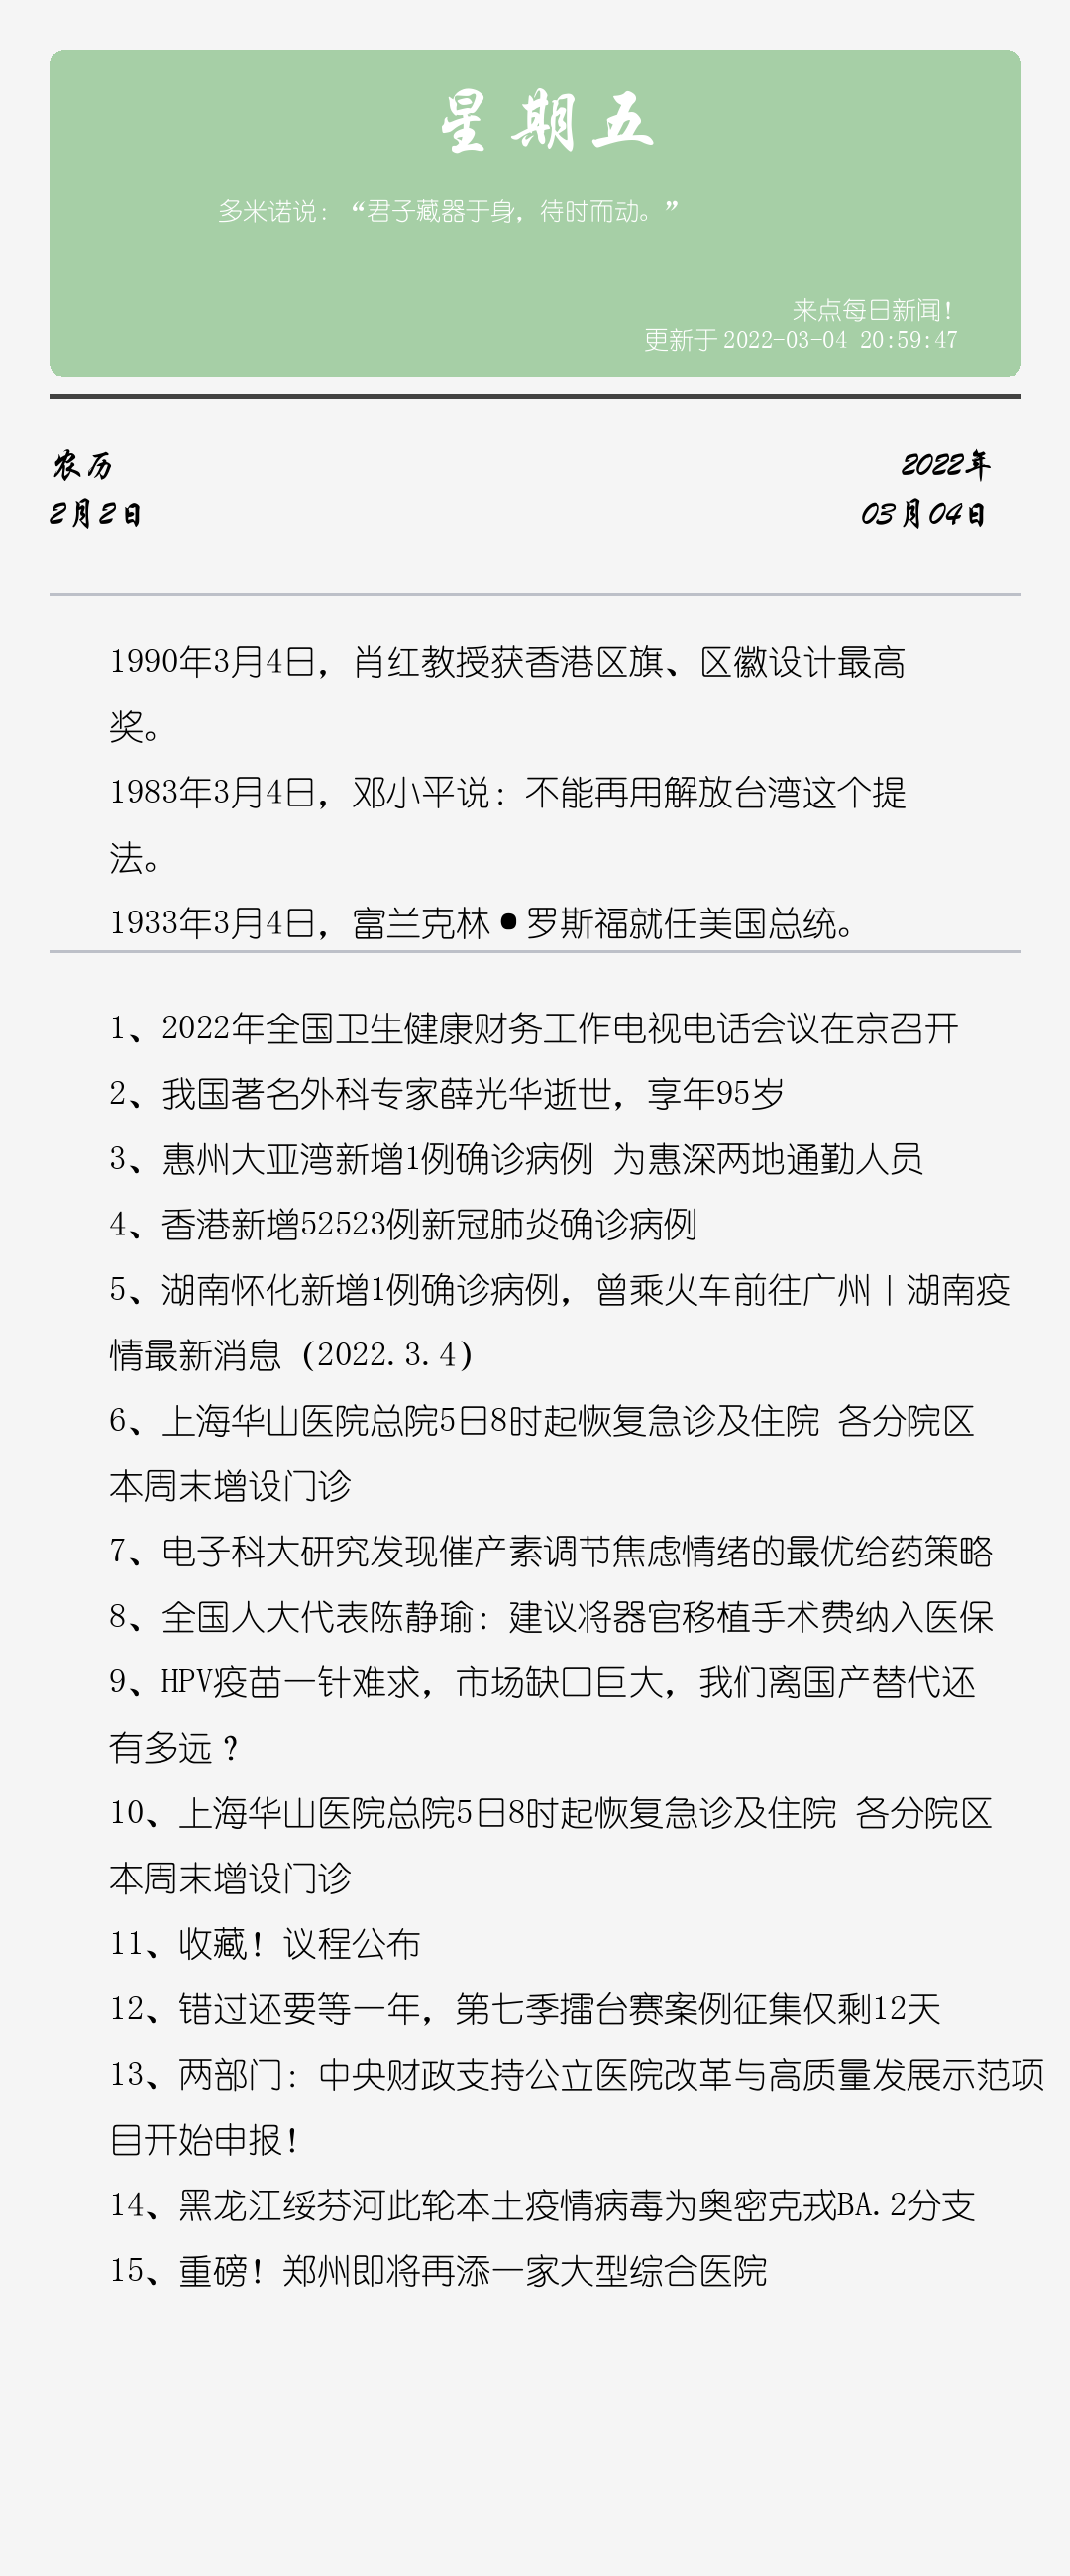 星期五
多米诺说：“君子藏器于身，待时而动。”
来点每日新闻！
更新于 2022-03-04 20:59:47
农历
2022年
2月2日
03月04日
1990年3月4日，肖红教授获香港区旗、区徽设计最高
奖。
1983年3月4日，邓小平说：不能再用解放台湾这个提
法。
1933年3月4日，富兰克林•罗斯福就任美国总统。
1、2022年全国卫生健康财务工作电视电话会议在京召开
2、我国著名外科专家薛光华逝世，享年95岁
3、惠州大亚湾新增1例确诊病例 为惠深两地通勤人员
4、香港新增52523例新冠肺炎确诊病例
5、湖南怀化新增1例确诊病例，曾乘火车前往广州丨湖南疫
情最新消息（2022.3.4）
6、上海华山医院总院5日8时起恢复急诊及住院 各分院区
本周末增设门诊
7、电子科大研究发现催产素调节焦虑情绪的最优给药策略
8、全国人大代表陈静瑜：建议将器官移植手术费纳入医保
9、HPV疫苗一针难求，市场缺口巨大，我们离国产替代还
有多远？
10、上海华山医院总院5日8时起恢复急诊及住院 各分院区
本周末增设门诊
11、收藏！议程公布
12、错过还要等一年，第七季擂台赛案例征集仅剩12天
13、两部门：中央财政支持公立医院改革与高质量发展示范项
目开始申报！
14、黑龙江绥芬河此轮本土疫情病毒为奥密克戎BA.2分支
15、重磅！郑州即将再添一家大型综合医院